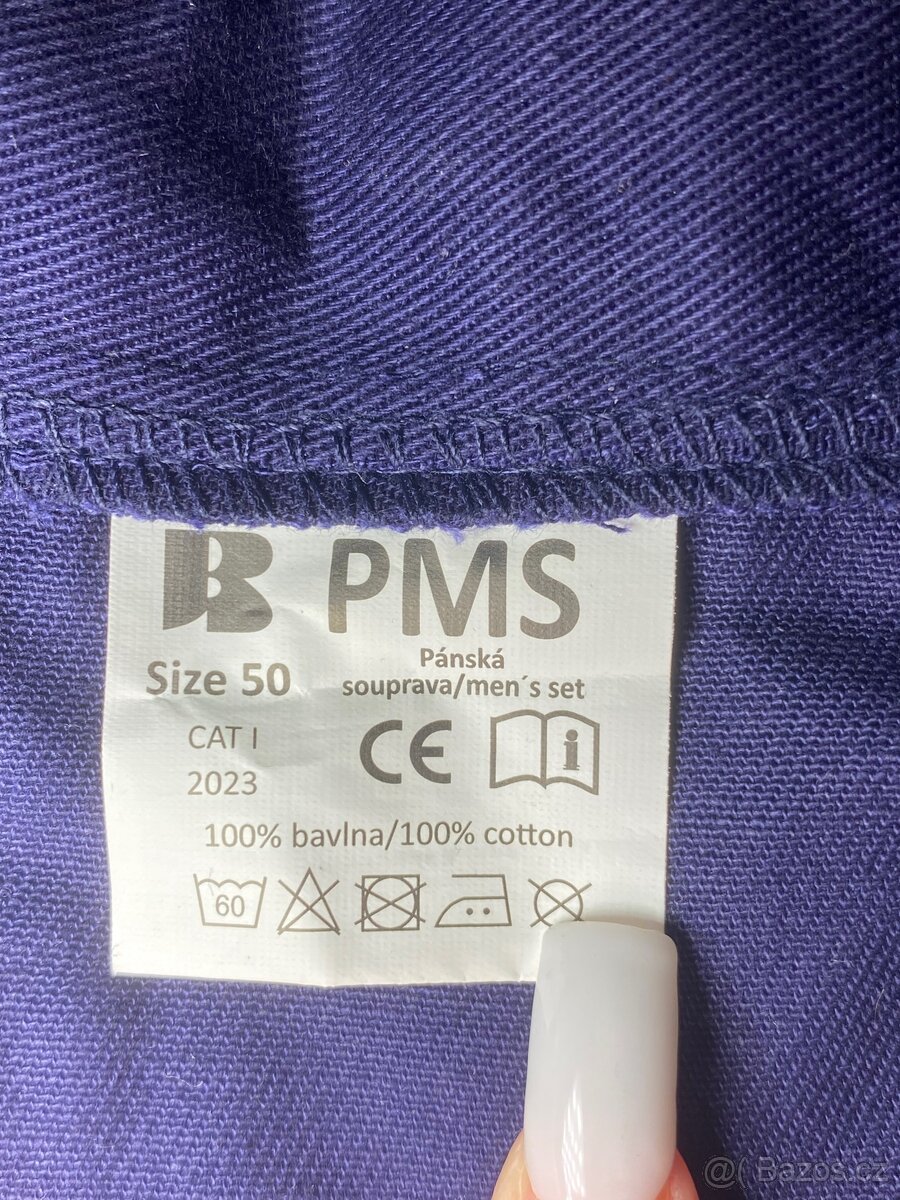 B PMS
Pánská
Size 50
souprava/men´s set
CAT I
CE
i
2023
100% bavlna/100% cotton
60
@( Bazos.cz